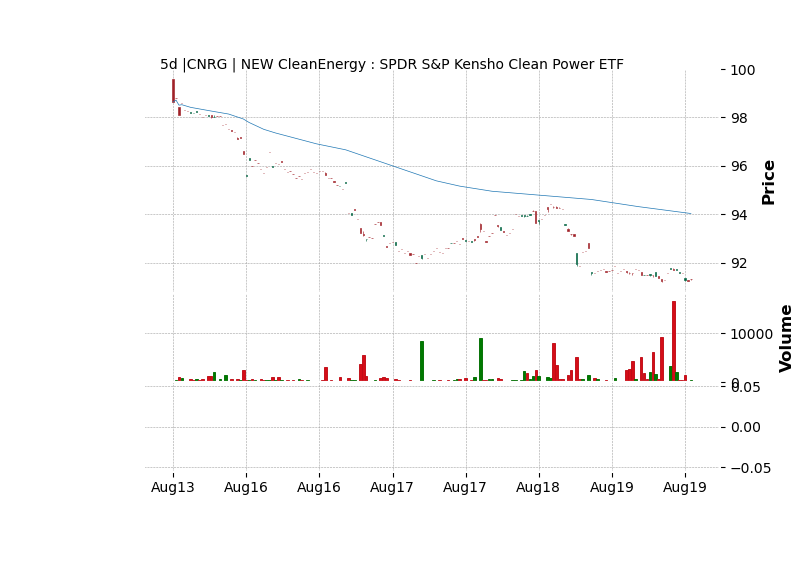 5d |CNRG | NEW CleanEnergy : SPDR S&P Kensho Clean Power ETF
100
98
96
94
92
Price
10000
0
Volume
0.05
0.00
−0.05
Aug13 Aug16 Aug16 Aug17 Aug17 Aug18 Aug19 Aug19